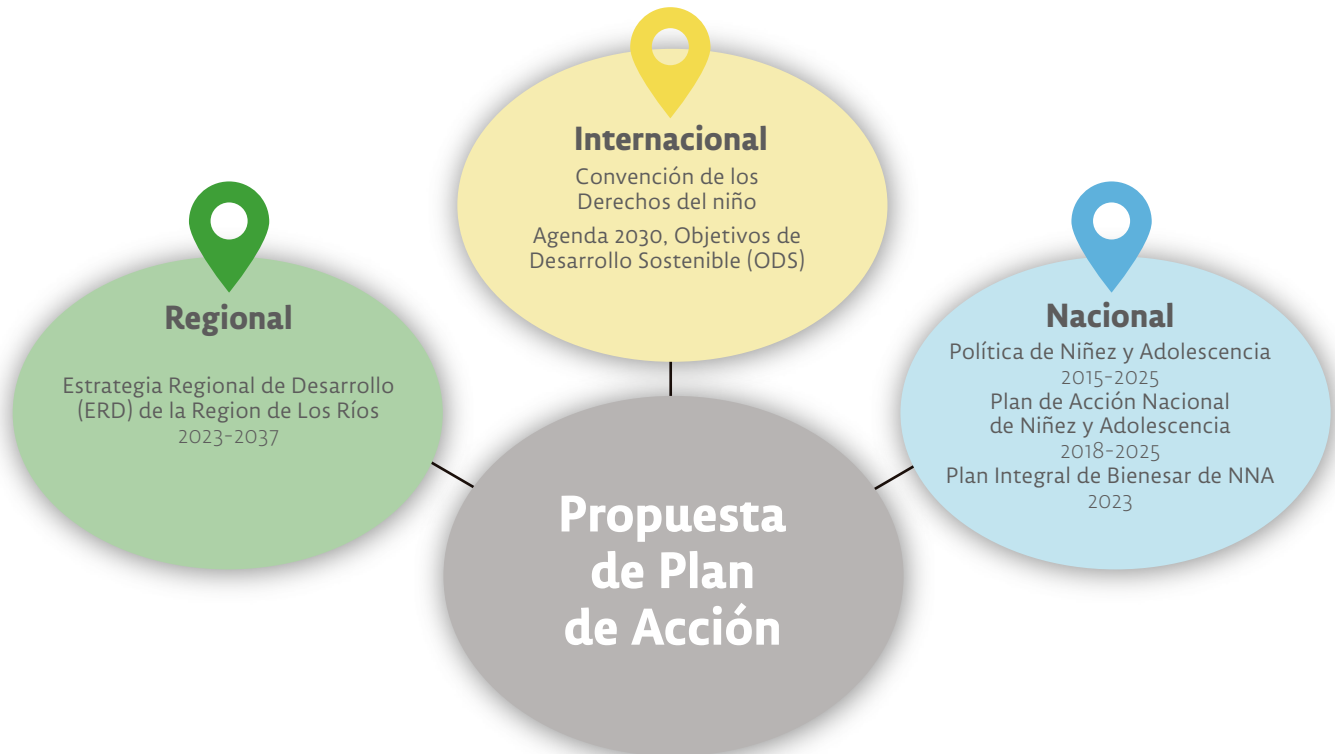 Internacional
Convención de los
Derechos del niño
Agenda 2030, Objetivos de
Desarrollo Sostenible (ODS)
Regional
Estrategia Regional de Desarrollo
(ERD) de la Region de Los Ríos
2023-2037
Nacional
Política de Niñez y Adolescencia
2015-2025
Plan de Acción Nacional
de Niñez y Adolescencia
2018-2025
Plan Integral de Bienesar de NNA
2023
Propuesta
de Plan
de Acción